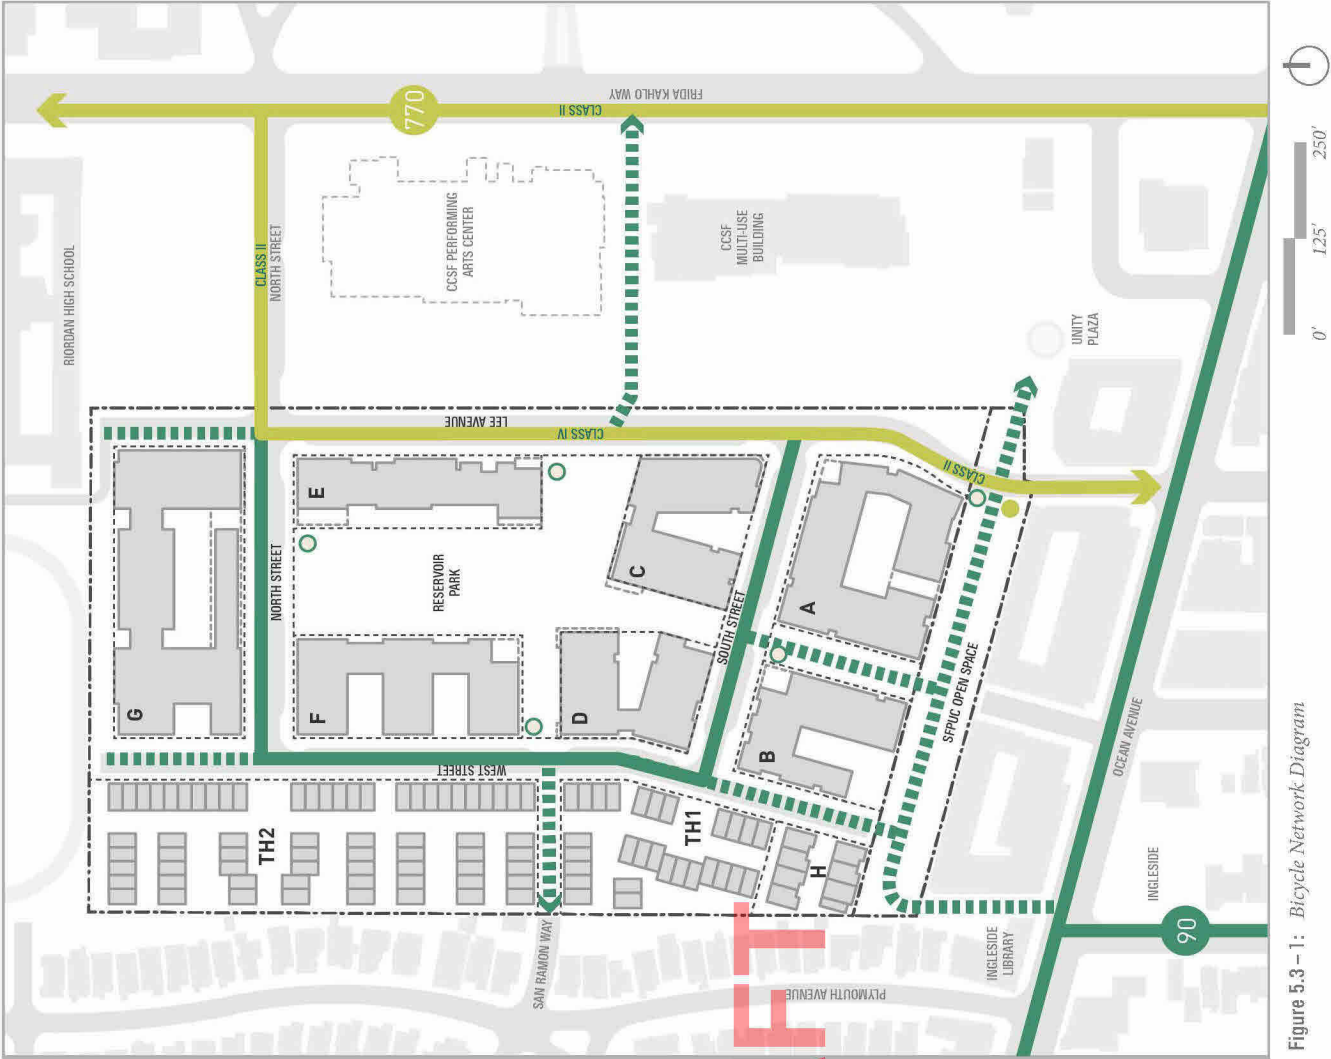 FRIDA KAHLO WAY
CLASS II
770
RIORDAN HIGH SCHOOL
CLASS II
NORTH STREET
CCSF PERFORMING
ARTS CENTER
CCSF
MULTI-USE
BUILDING
UNITY
PLAZA
LEE AVENUE
CLASS IV
CLASS II
G
E
NORTH STREET
RESERVOIR
PARK
C
F
D
SOUTH STREET
A
B
SFPUC OPEN SPACE
WEST STREET
TH2
TH1
H
OCEAN AVENUE
INGLESIDE
90
INGLESIDE
LIBRARY
SAN RAMON WAY
PLYMOUTH AVENUE
FT
0'
125'
250'
Figure 5.3 – 1: Bicycle Network Diagram